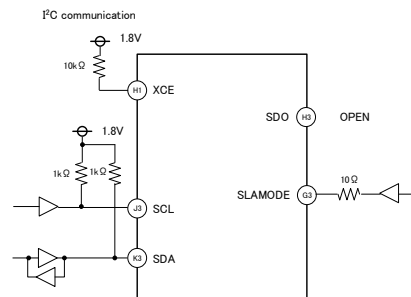 I²C communication
1.8V
10kΩ
H1 XCE
H3 SDO OPEN
1.8V
1kΩ 1kΩ
10Ω
G3 SLAMODE
J3 SCL
K3 SDA